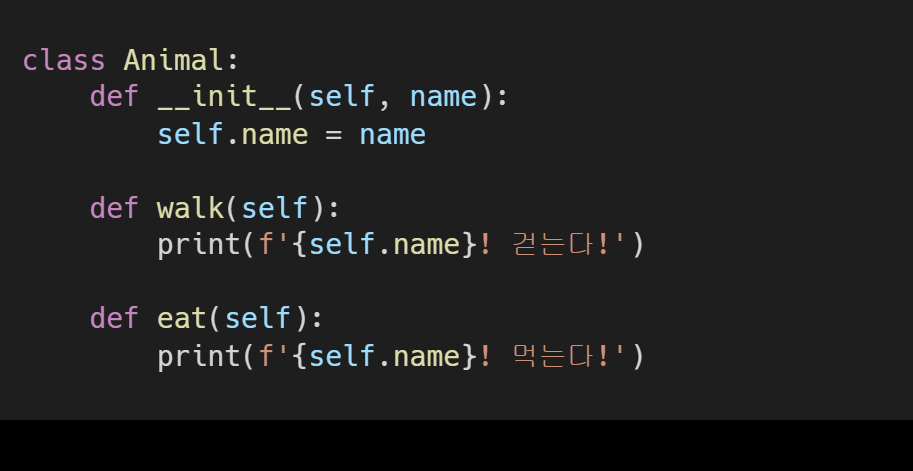 class Animal:
    def __init__(self, name):
        self.name = name
    def walk(self):
        print(f'{self.name}! 걷는다!')
    def eat(self):
        print(f'{self.name}! 먹는다!')